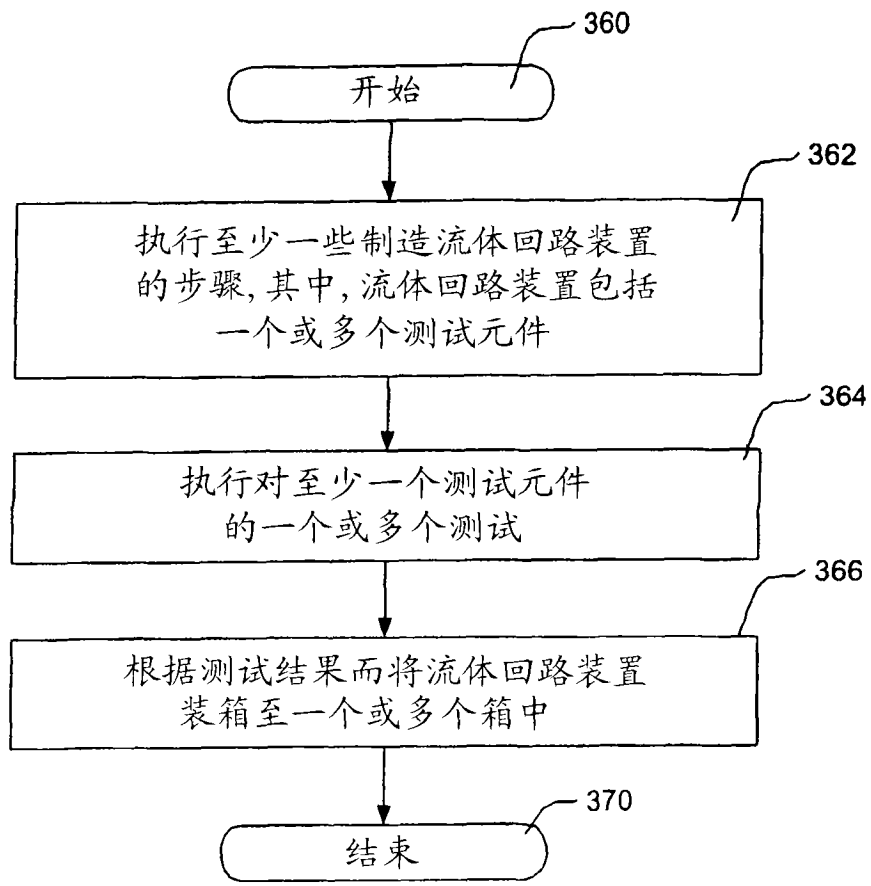 360
开始
362
执行至少一些制造流体回路装置
的步骤,其中,流体回路装置包括
一个或多个测试元件
364
执行对至少一个测试元件
的一个或多个测试
366
根据测试结果而将流体回路装置
装箱至一个或多个箱中
370
结束